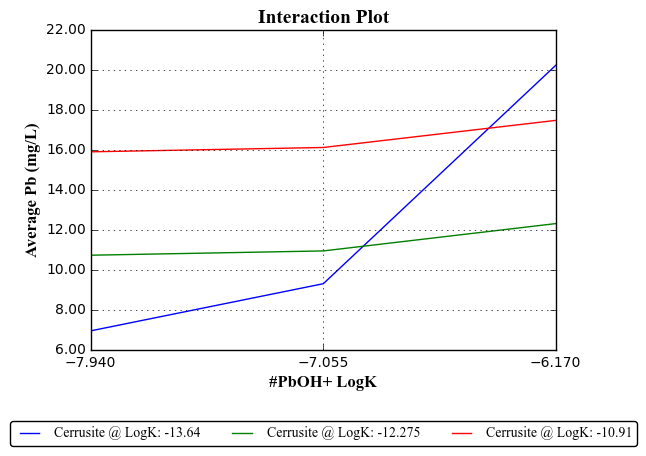 Interaction Plot
22.00
20.00
18.00
16.00
14.00
12.00
10.00
8.00
6.00
Average Pb (mg/L)
−7.940 −7.055 −6.170
#PbOH+ LogK
Cerrusite @ LogK: -13.64 Cerrusite @ LogK: -12.275 Cerrusite @ LogK: -10.91